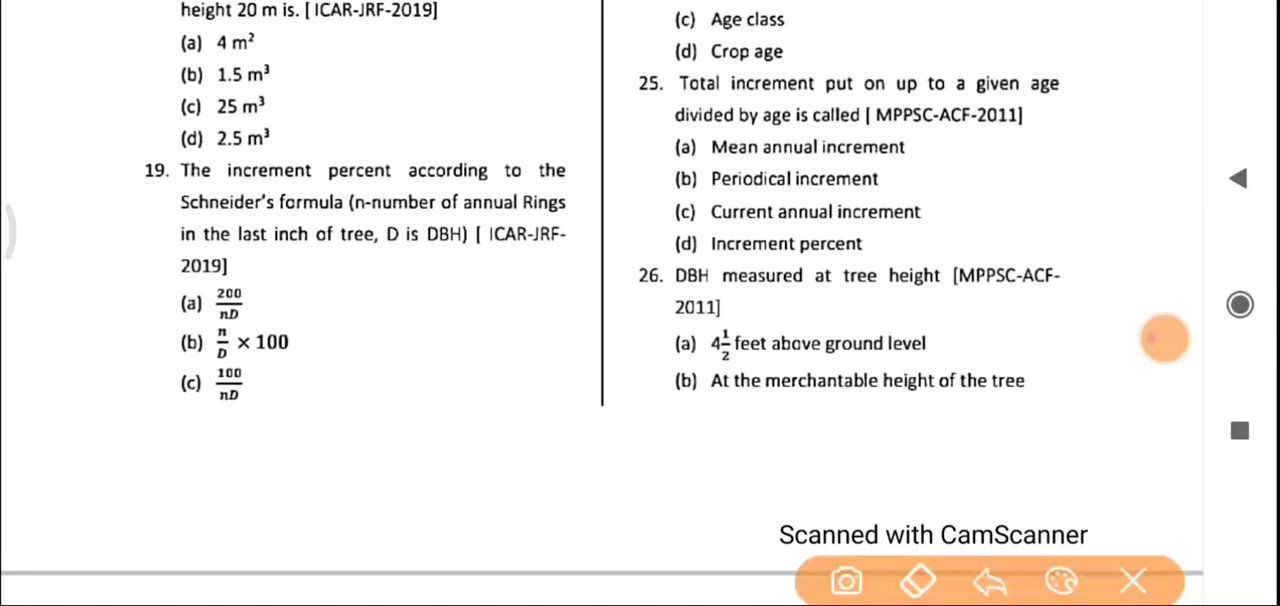 height 20 m is. [ ICAR-JRF-2019]
(a) 4 m²
(b) 1.5 m³
(c) 25 m³
(d) 2.5 m³
19. The increment percent according to the
Schneider's formula (n-number of annual Rings
in the last inch of tree, D is DBH) [ ICAR-JRF-
2019]
(a) 200/nD
(b) n/D × 100
(c) 100/nD
(c) Age class
(d) Crop age
25. Total increment put on up to a given age
divided by age is called [ MPPSC-ACF-2011]
(a) Mean annual increment
(b) Periodical increment
(c) Current annual increment
(d) Increment percent
26. DBH measured at tree height [MPPSC-ACF-
2011]
(a) 4 1/2 feet above ground level
(b) At the merchantable height of the tree
Scanned with CamScanner